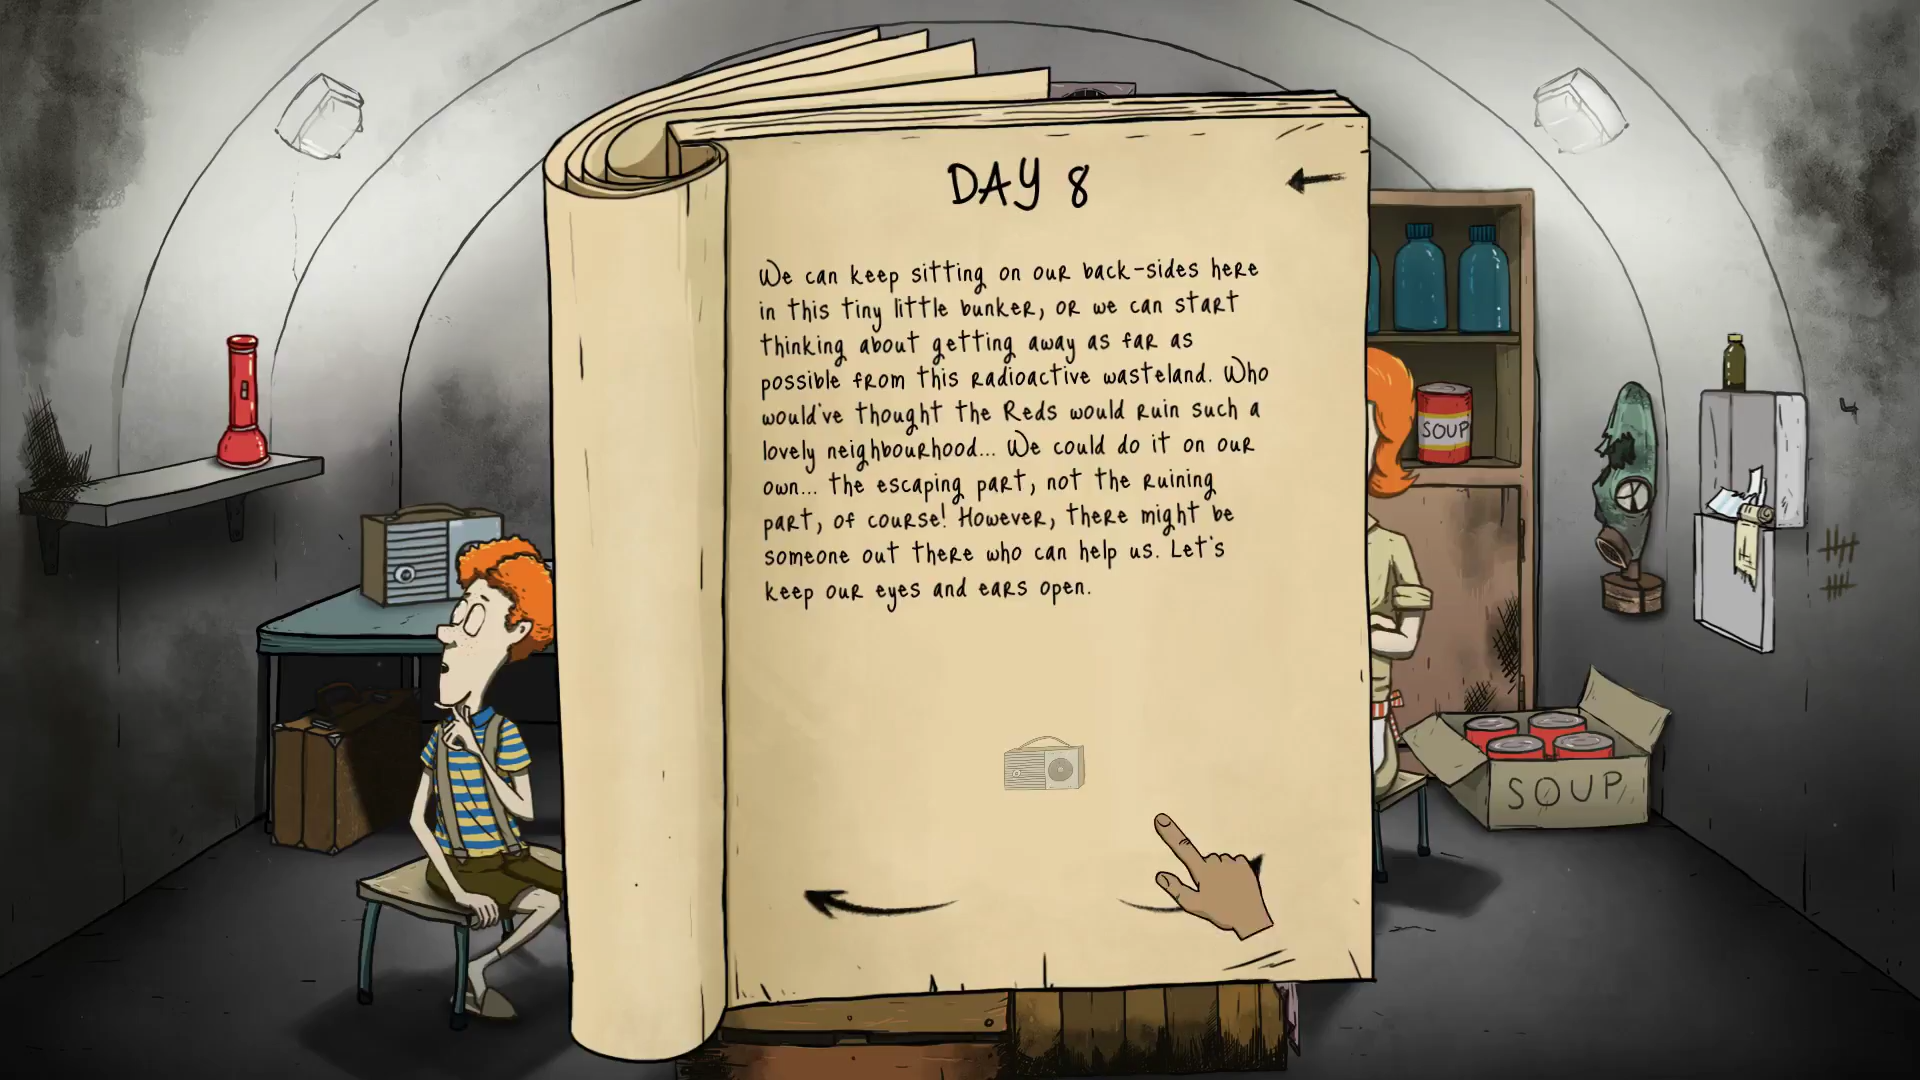 DAY 8
We can keep sitting on our back-sides here
in this tiny little bunker, or we can start
thinking about getting away as far as
possible from this radioactive wasteland. Who
would've thought the Reds would ruin such a
lovely neighbourhood... We could do it on our
own... the escaping part, not the ruining
part, of course! However, there might be
someone out there who can help us. Let's
keep our eyes and ears open.
SOUP
SOUP